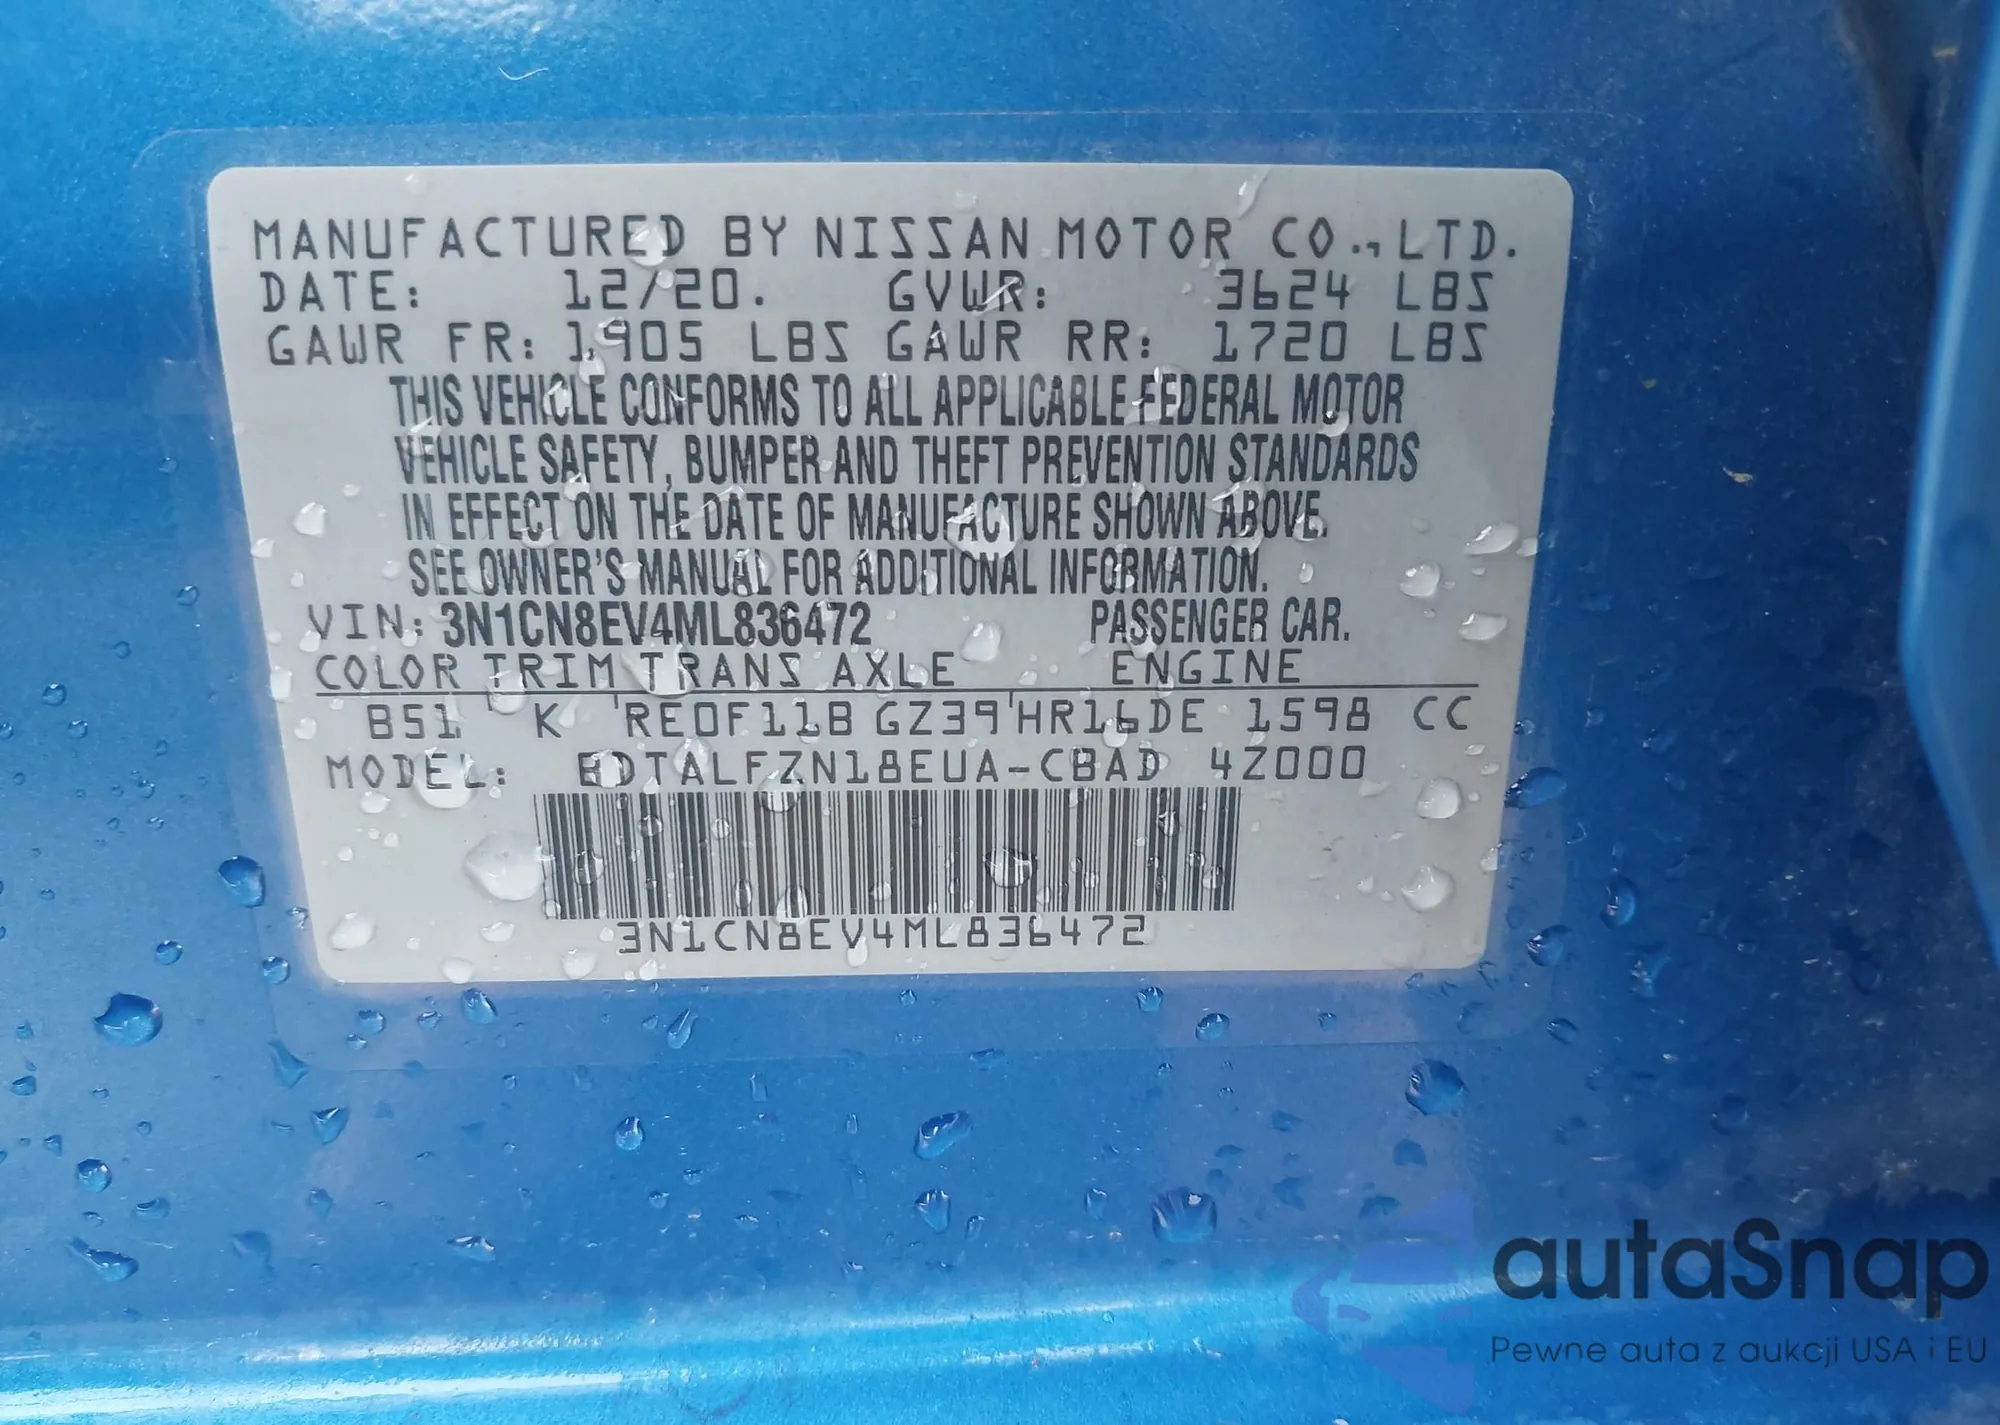 MANUFACTURED BY NISSAN MOTOR CO., LTD.
DATE: 12/20. GVWR: 3624 LBS
GAWR FR: 1905 LBS GAWR RR: 1720 LBS
THIS VEHICLE CONFORMS TO ALL APPLICABLE FEDERAL MOTOR
VEHICLE SAFETY, BUMPER AND THEFT PREVENTION STANDARDS
IN EFFECT ON THE DATE OF MANUFACTURE SHOWN ABOVE.
SEE OWNER'S MANUAL FOR ADDITIONAL INFORMATION.
VIN: 3N1CN8EV4ML836472 PASSENGER CAR.
COLOR TRIM TRANS AXLE ENGINE
B51 K RE0F11B GZ39 HR16DE 1598 CC
MODEL: BDTALFZN18EUA-CBAD 4Z000
3N1CN8EV4ML836472
autaSnap
Pewne auta z aukcji USA i EU